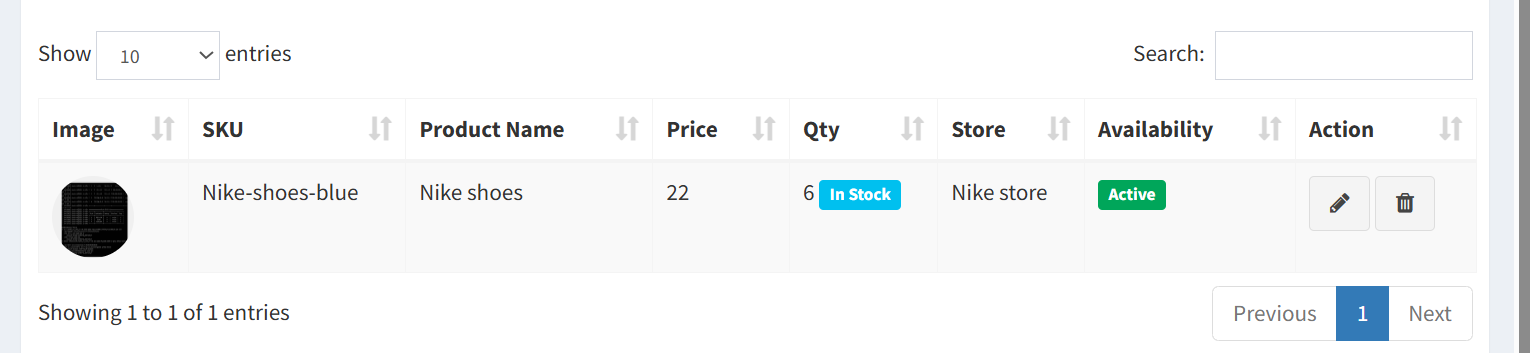 Show 10 entries Search:
Image SKU Product Name Price Qty Store Availability Action
Nike-shoes-blue Nike shoes 22 6 In Stock Nike store Active
Showing 1 to 1 of 1 entries Previous 1 Next